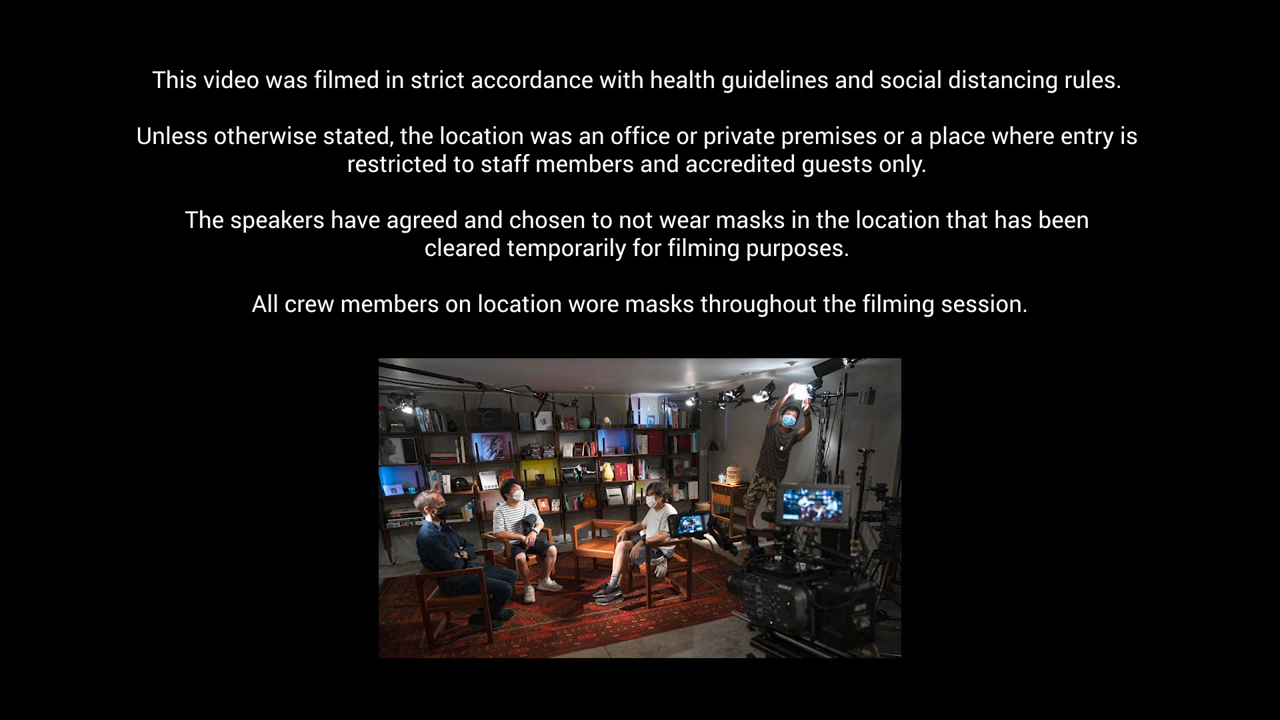 This video was filmed in strict accordance with health guidelines and social distancing rules.
Unless otherwise stated, the location was an office or private premises or a place where entry is
restricted to staff members and accredited guests only.
The speakers have agreed and chosen to not wear masks in the location that has been
cleared temporarily for filming purposes.
All crew members on location wore masks throughout the filming session.